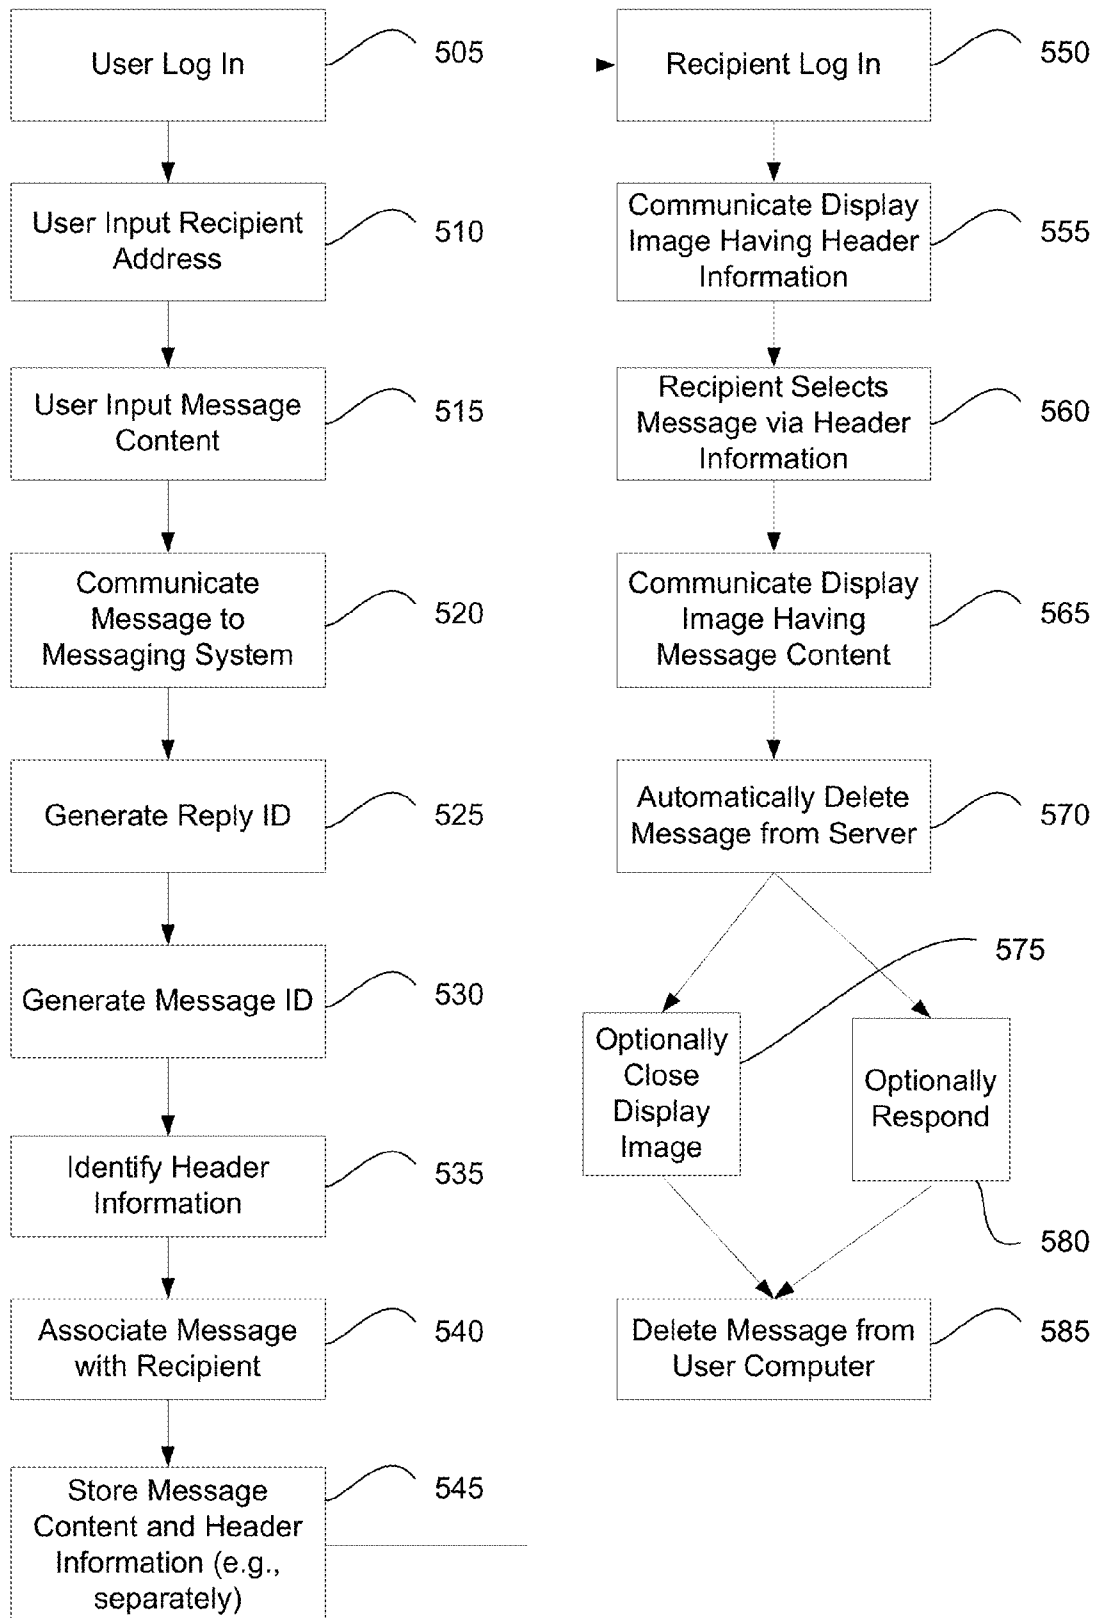 User Log In
505
User Input Recipient
Address
510
User Input Message
Content
515
Communicate
Message to
Messaging System
520
Generate Reply ID
525
Generate Message ID
530
Identify Header
Information
535
Associate Message
with Recipient
540
Store Message
Content and Header
Information (e.g.,
separately)
545
Recipient Log In
550
Communicate Display
Image Having Header
Information
555
Recipient Selects
Message via Header
Information
560
Communicate Display
Image Having
Message Content
565
Automatically Delete
Message from Server
570
Optionally
Close
Display
Image
575
Optionally
Respond
580
Delete Message from
User Computer
585